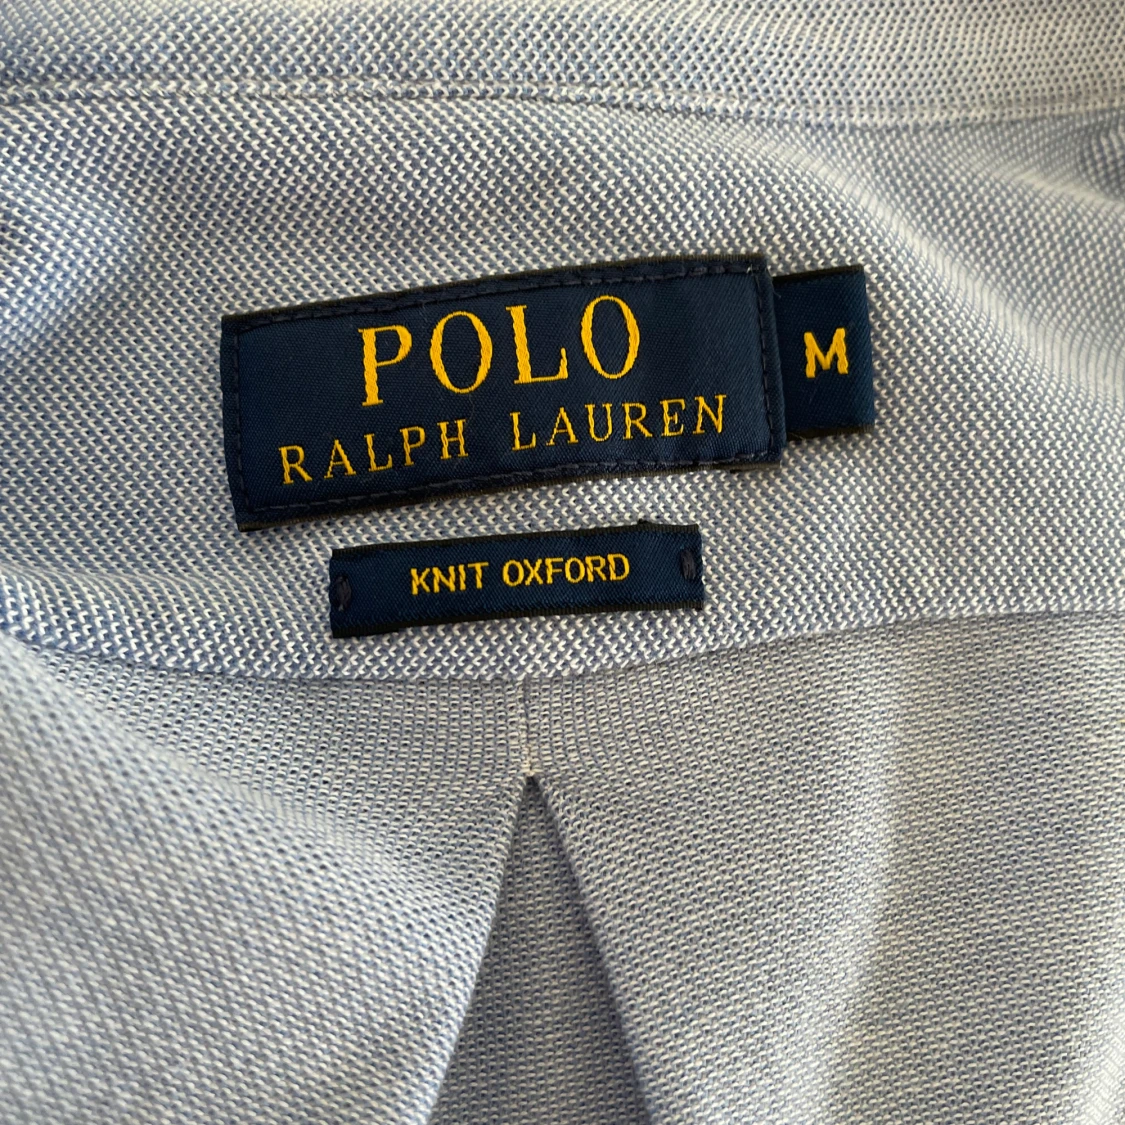 POLO
RALPH LAUREN
M
KNIT OXFORD